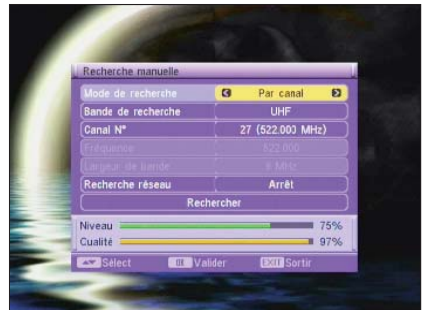 Recherche manuelle
Mode de recherche Par canal
Bande de recherche UHF
Canal N° 27 (522.000 MHz)
Fréquence 522.000
Largeur de bande 8 MHz
Recherche réseau Arrêt
Rechercher
Niveau 75%
Cualité 97%
Sélect OK Valider EXIT Sortir